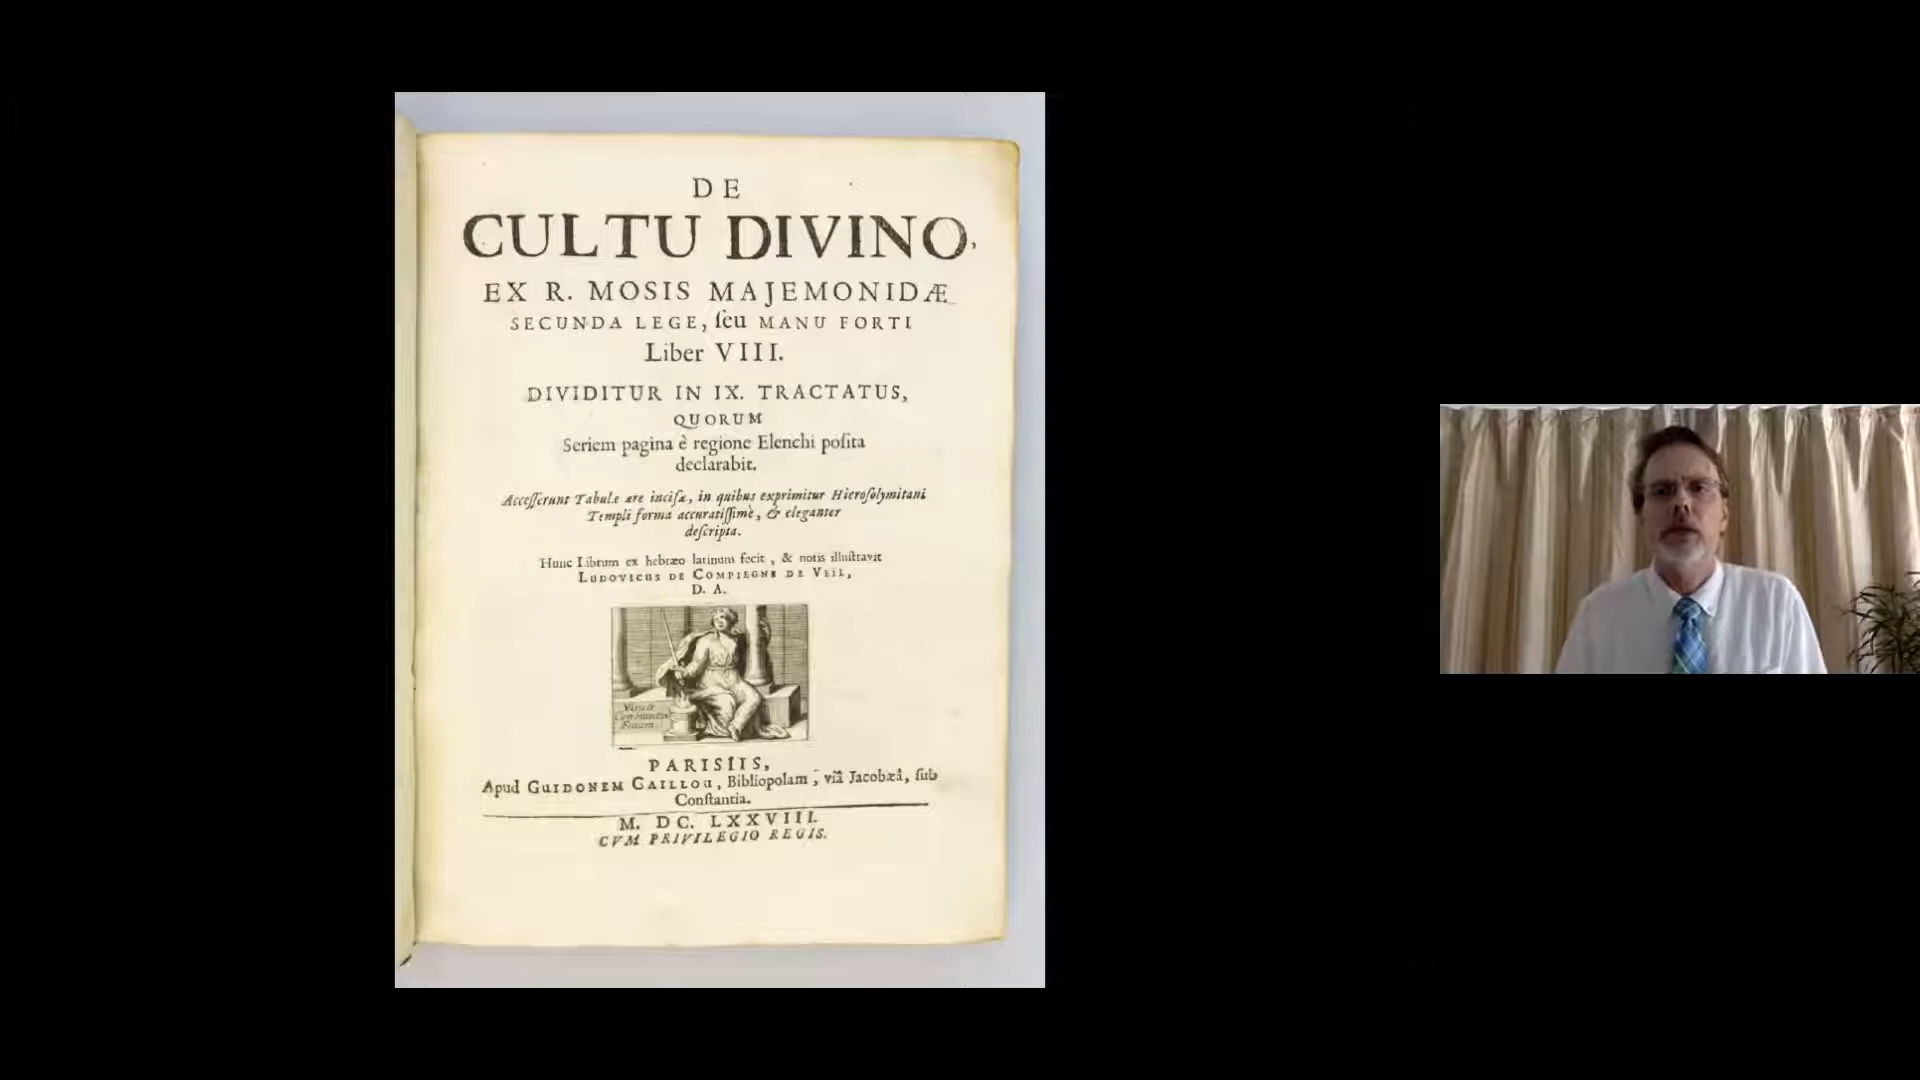 DE
CULTU DIVINO,
EX R. MOSIS MAJEMONIDÆ
SECUNDA LEGE, ſeu MANU FORTI
Liber VIII.
DIVIDITUR IN IX. TRACTATUS,
QUORUM
Seriem pagina è regione Elenchi poſita
declarabit.
Acceſſerunt Tabulæ ære inciſæ, in quibus exprimitur Hieroſolymitani
Templi forma accuratiſſimè, & eleganter
deſcripta.
Hunc Librum ex hebræo latinum fecit, & notis illuſtravit
LUDOVICUS DE COMPIEGNE DE VEIL,
D. A.
PARISIIS,
Apud GUIDONEM CAILLOU, Bibliopolam, viâ Jacobæâ, ſub
Conſtantia.
M. DC. LXXVIII.
CVM PRIVILEGIO REGIS.